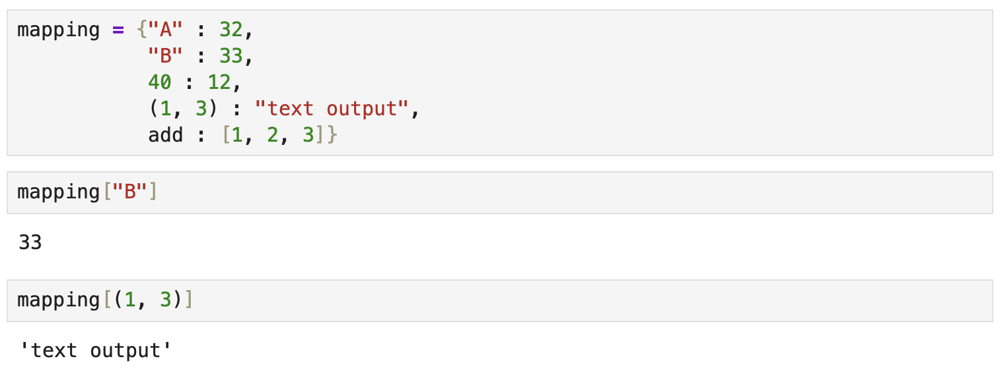 mapping = {"A" : 32,
"B" : 33,
40 : 12,
(1, 3) : "text output",
add : [1, 2, 3]}
mapping["B"]
33
mapping[(1, 3)]
'text output'